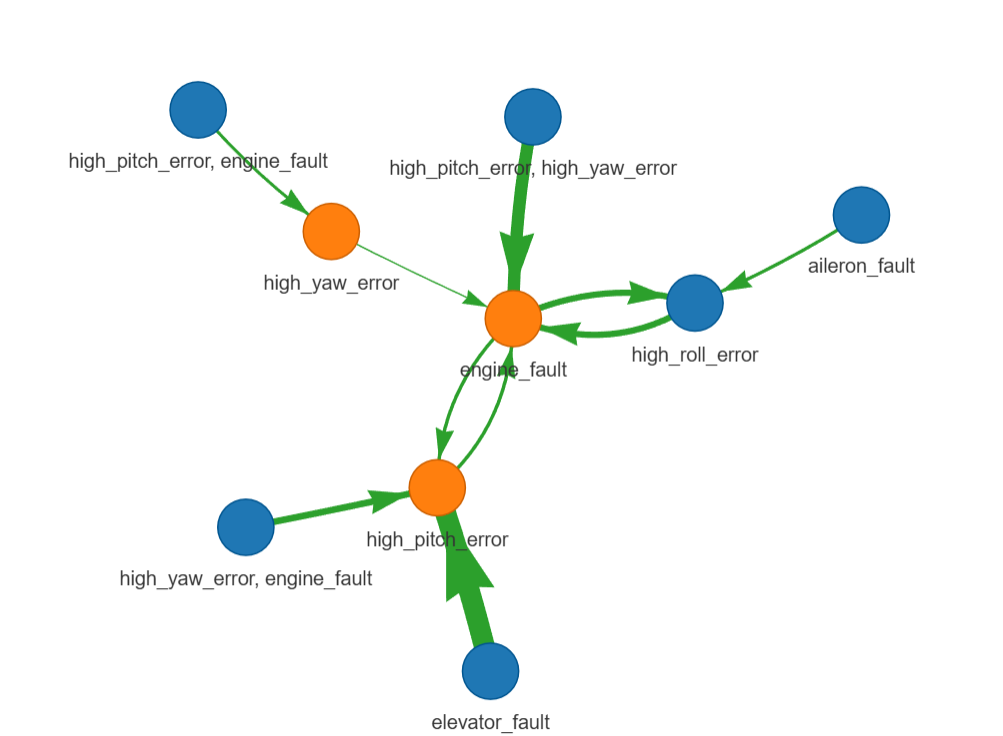 high_pitch_error, engine_fault
high_pitch_error, high_yaw_error
aileron_fault
high_yaw_error
high_roll_error
engine_fault
high_pitch_error
high_yaw_error, engine_fault
elevator_fault